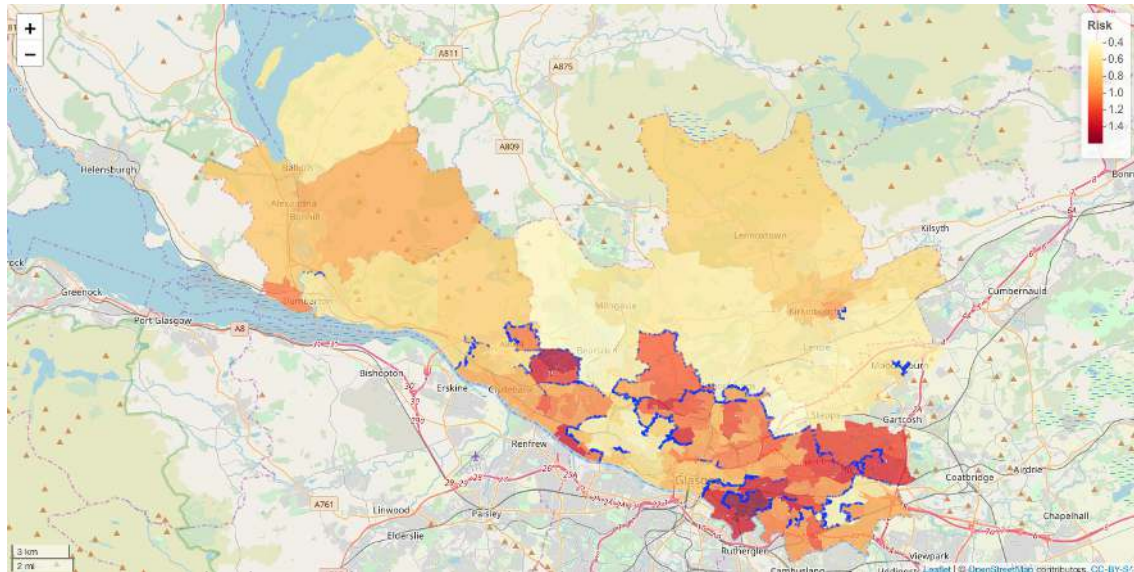 +
−
A811
A875
A809
Risk
0.4
0.6
0.8
1.0
1.2
1.4
Helensburgh
Balloch
Alexandria
Bonhill
Lennoxtown
Kilsyth
Bonn
Greenock
Port Glasgow
A8
Dumbarton
Milngavie
Kirkintilloch
Cumbernauld
Bearsden
Lenzie
Bishopton
Erskine
Clydebank
Stepps
Gartcosh
Renfrew
A761
Linwood
Paisley
Elderslie
Glasgow
Coatbridge
Airdrie
Chapelhall
Rutherglen
Cambuslang
Viewpark
3 km
2 mi
Leaflet | © OpenStreetMap contributors, CC-BY-SA